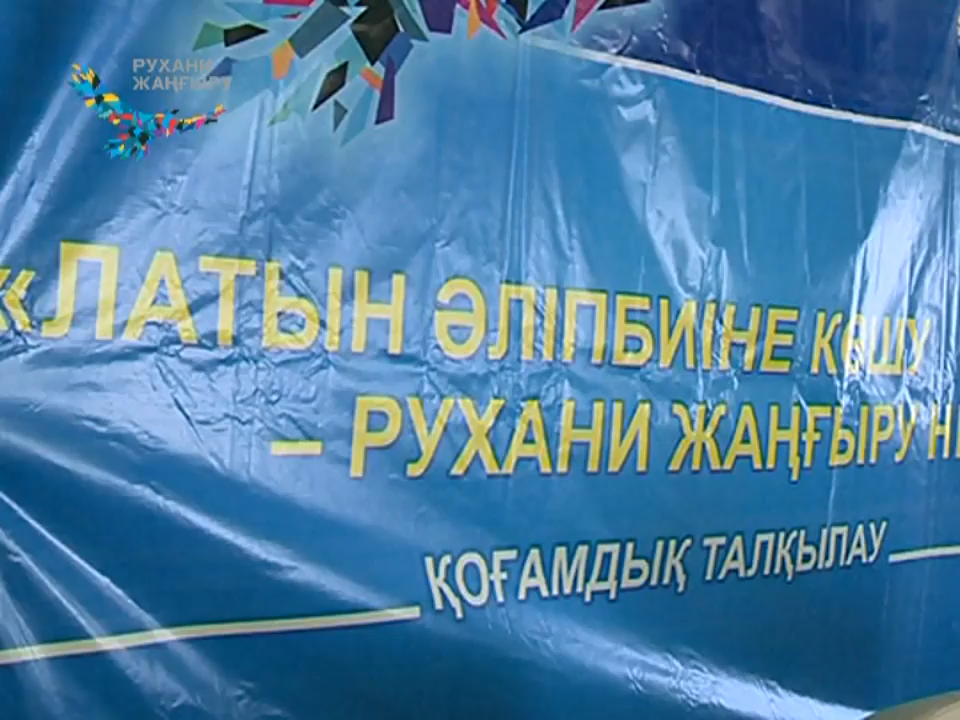 РУХАНИ
ЖАҢҒЫРУ
«ЛАТЫН ӘЛІПБИІНЕ КӨШУ
– РУХАНИ ЖАҢҒЫРУ
ҚОҒАМДЫҚ ТАЛҚЫЛАУ